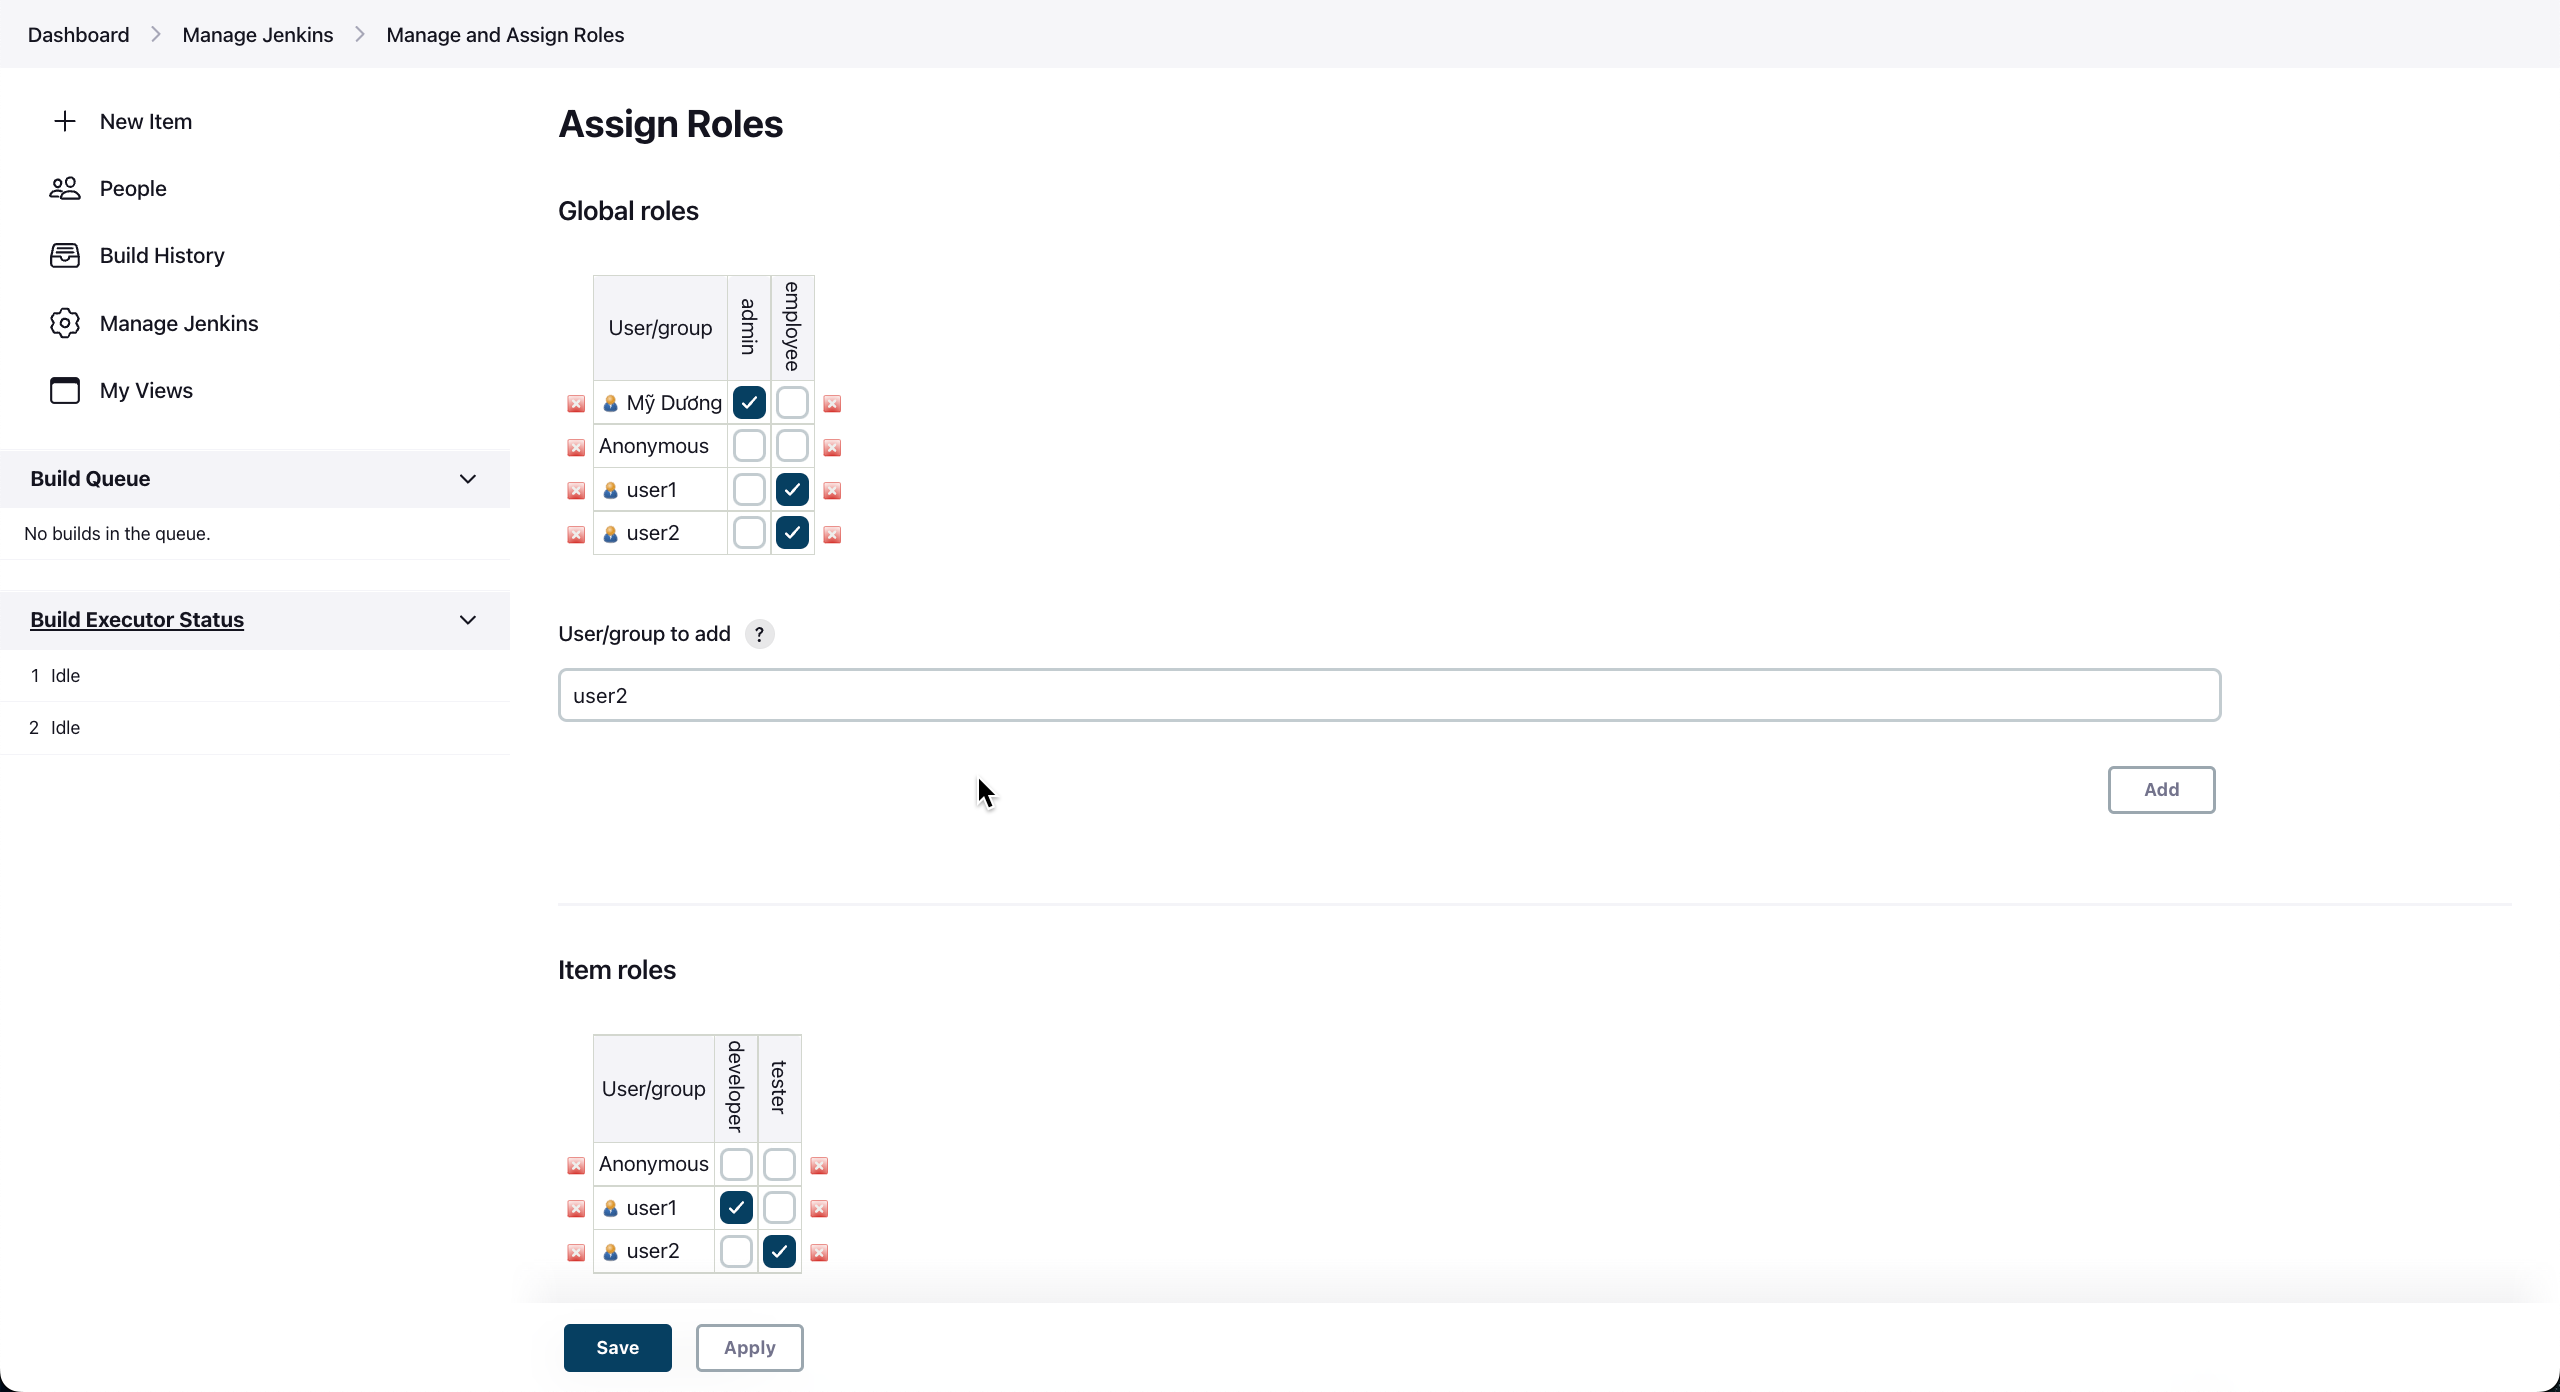 Dashboard Manage Jenkins Manage and Assign Roles
New Item
People
Build History
Manage Jenkins
My Views
Build Queue
No builds in the queue.
Build Executor Status
1 Idle
2 Idle
Assign Roles
Global roles
User/group admin employee
Mỹ Dương
Anonymous
user1
user2
User/group to add ?
user2
Add
Item roles
User/group developer tester
Anonymous
user1
user2
Save Apply